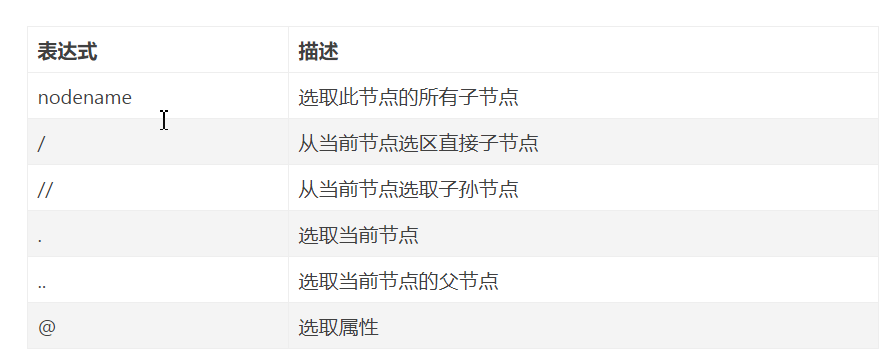 表达式 描述
nodename 选取此节点的所有子节点
/ 从当前节点选区直接子节点
// 从当前节点选取子孙节点
. 选取当前节点
.. 选取当前节点的父节点
@ 选取属性